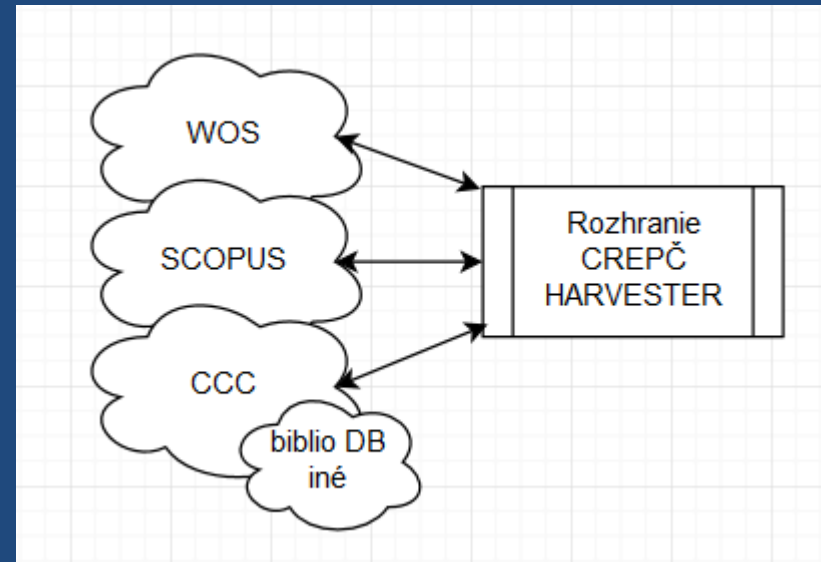 WOS
SCOPUS
CCC
biblio DB
iné
Rozhranie
CREPČ
HARVESTER